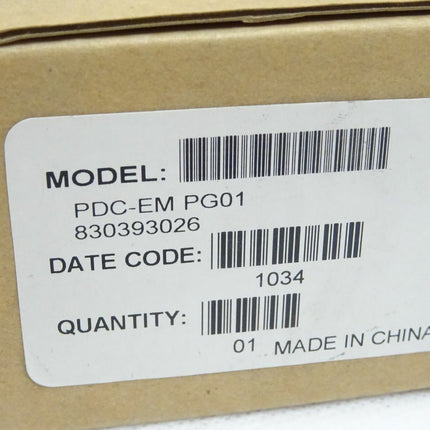 MODEL:
PDC-EM PG01
830393026
DATE CODE:
1034
QUANTITY:
01 MADE IN CHINA